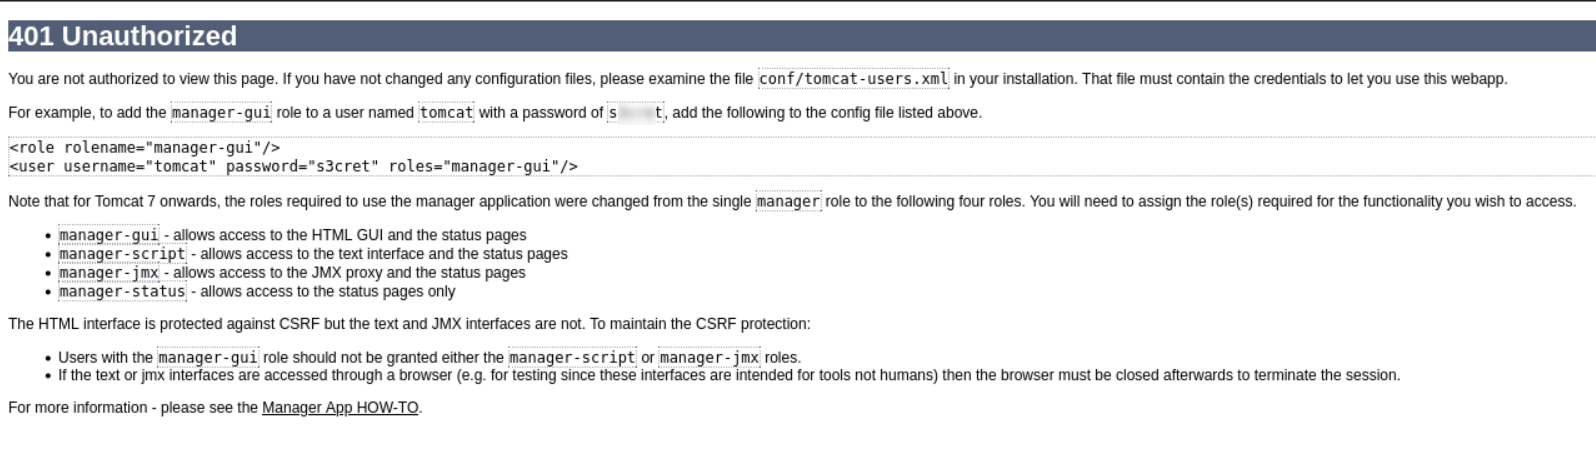 401 Unauthorized
You are not authorized to view this page. If you have not changed any configuration files, please examine the file conf/tomcat-users.xml in your installation. That file must contain the credentials to let you use this webapp.
For example, to add the manager-gui role to a user named tomcat with a password of , add the following to the config file listed above.
<role rolename="manager-gui"/>
<user username="tomcat" password="s3cret" roles="manager-gui"/>
Note that for Tomcat 7 onwards, the roles required to use the manager application were changed from the single manager role to the following four roles. You will need to assign the role(s) required for the functionality you wish to access.
• manager-gui - allows access to the HTML GUI and the status pages
• manager-script - allows access to the text interface and the status pages
• manager-jmx - allows access to the JMX proxy and the status pages
• manager-status - allows access to the status pages only
The HTML interface is protected against CSRF but the text and JMX interfaces are not. To maintain the CSRF protection:
• Users with the manager-gui role should not be granted either the manager-script or manager-jmx roles.
• If the text or jmx interfaces are accessed through a browser (e.g. for testing since these interfaces are intended for tools not humans) then the browser must be closed afterwards to terminate the session.
For more information - please see the Manager App HOW-TO.